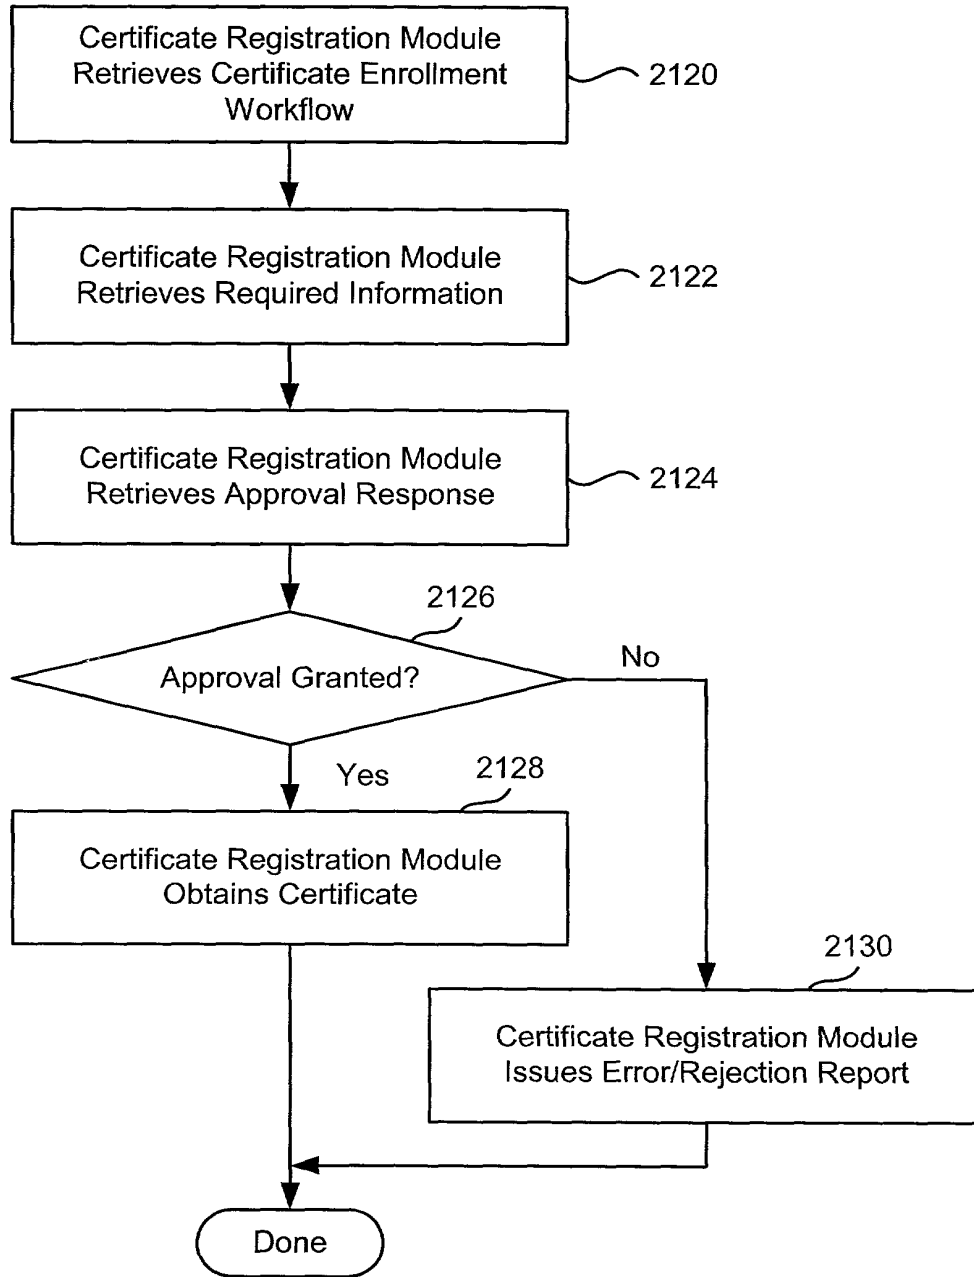 Certificate Registration Module
Retrieves Certificate Enrollment
Workflow
2120
Certificate Registration Module
Retrieves Required Information
2122
Certificate Registration Module
Retrieves Approval Response
2124
2126
Approval Granted?
No
Yes
2128
Certificate Registration Module
Obtains Certificate
2130
Certificate Registration Module
Issues Error/Rejection Report
Done